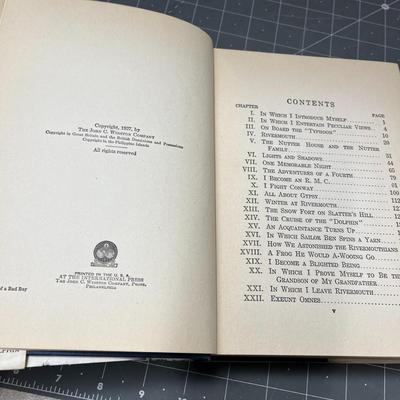 Copyright, 1927, by
THE JOHN C. WINSTON COMPANY
Copyright in Great Britain and the British Dominions and Possessions
Copyright in the Philippine Islands
All rights reserved
PRINTED IN THE U. S. A.
AT THE INTERNATIONAL PRESS
THE JOHN C. WINSTON COMPANY, PROPS.
PHILADELPHIA
of a Bad Boy
CONTENTS
CHAPTER PAGE
I. IN WHICH I INTRODUCE MYSELF 1
II. IN WHICH I ENTERTAIN PECULIAR VIEWS 4
III. ON BOARD THE "TYPHOON" 10
IV. RIVERMOUTH 20
V. THE NUTTER HOUSE AND THE NUTTER
FAMILY
VI. LIGHTS AND SHADOWS
VII. ONE MEMORABLE NIGHT
VIII. THE ADVENTURES OF A FOURTH
IX. I BECOME AN R. M. C.
X. I FIGHT CONWAY
XI. ALL ABOUT GYPSY
XII. WINTER AT RIVERMOUTH
XIII. THE SNOW FORT ON SLATTER'S HILL
XIV. THE CRUISE OF THE "DOLPHIN"
XV. AN ACQUAINTANCE TURNS UP
XVI. IN WHICH SAILOR BEN SPINS A YARN
XVII. HOW WE ASTONISHED THE RIVERMOUTHIANS
XVIII. A FROG HE WOULD A-WOOING GO
XIX. I BECOME A BLIGHTED BEING
XX. IN WHICH I PROVE MYSELF TO BE THE
GRANDSON OF MY GRANDFATHER
XXI. IN WHICH I LEAVE RIVERMOUTH
XXII. EXEUNT OMNES
V